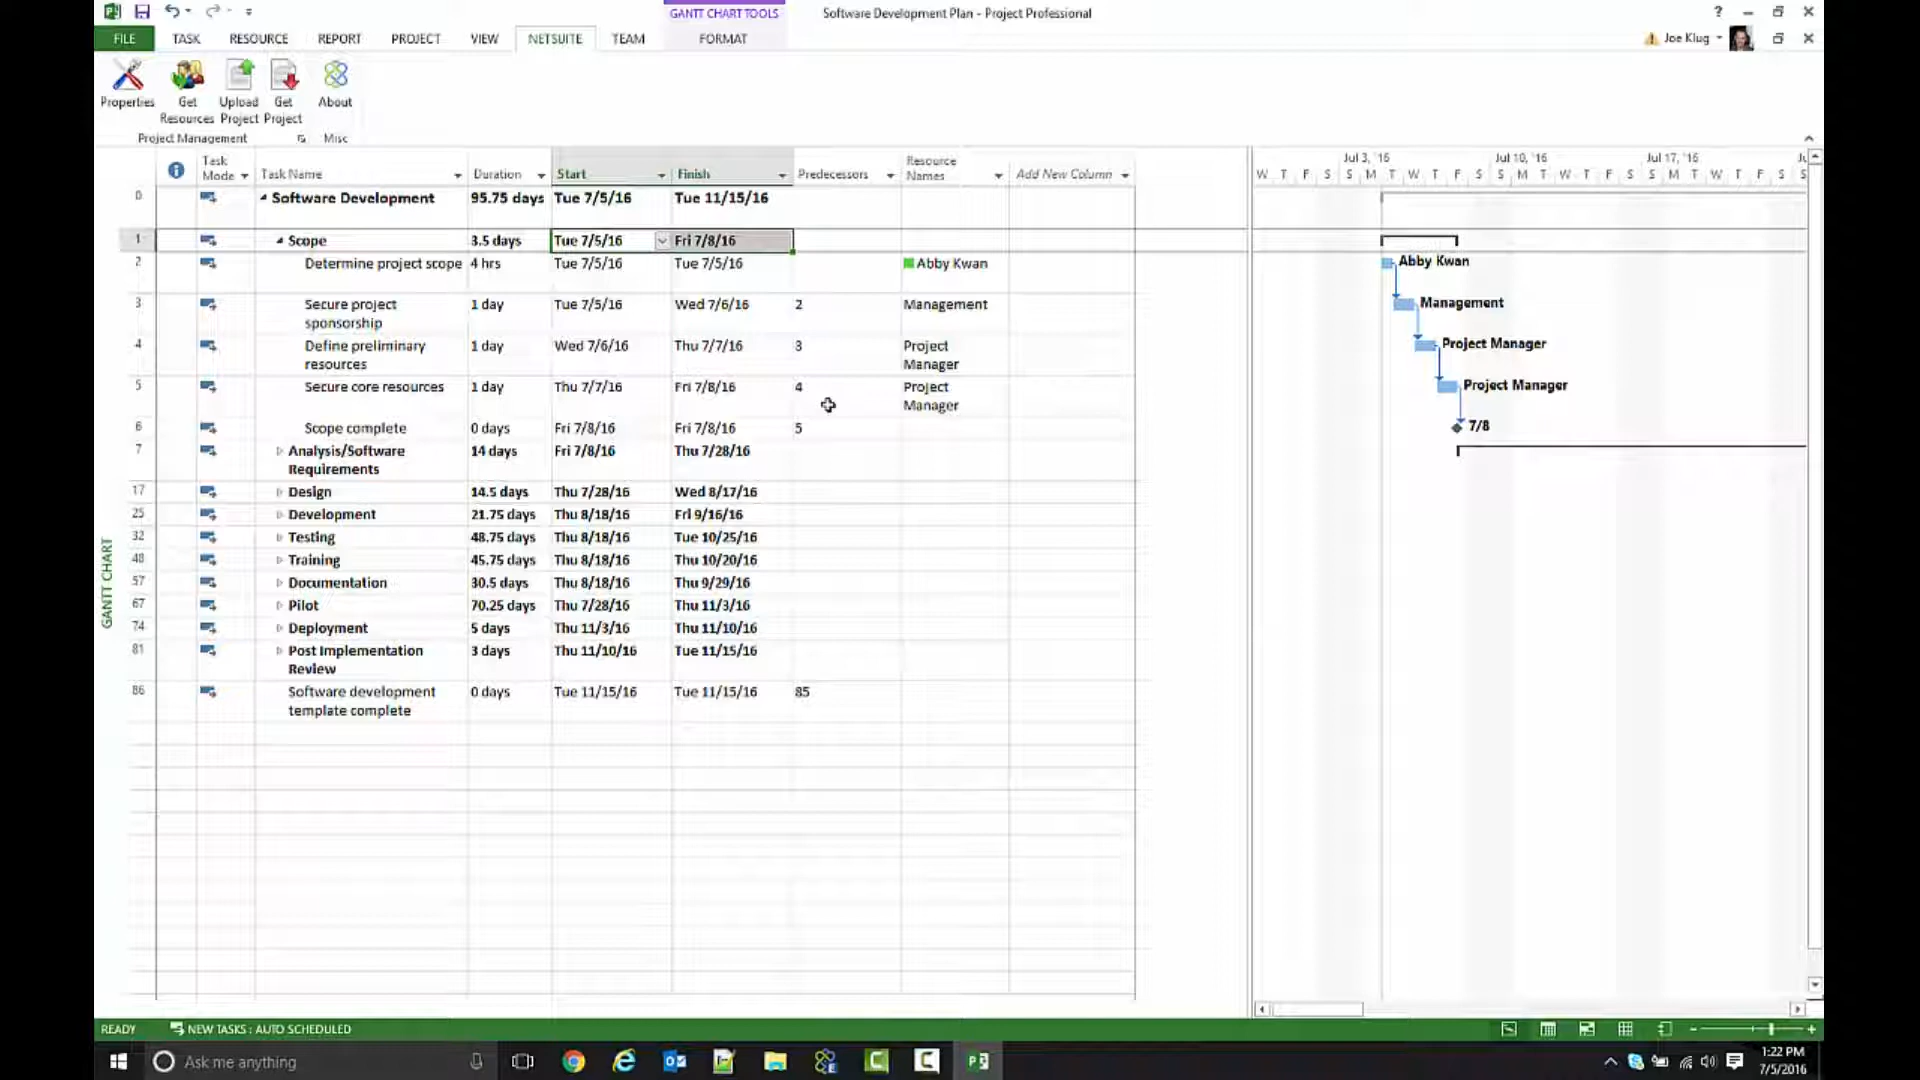 GANTT CHART TOOLS
Software Development Plan - Project Professional
?
FILE TASK RESOURCE REPORT PROJECT VIEW NETSUITE TEAM FORMAT
Joe Klug
Properties Get Resources Upload Project Get Project About
Project Management Misc
Task Mode Task Name Duration Start Finish Predecessors Resource Names Add New Column
Jul 3, '16 Jul 10, '16 Jul 17, '16
W T F S S M T W T F S S M T W T F S S M T W T F S S
0 Software Development 95.75 days Tue 7/5/16 Tue 11/15/16
1 Scope 3.5 days Tue 7/5/16 Fri 7/8/16
2 Determine project scope 4 hrs Tue 7/5/16 Tue 7/5/16 Abby Kwan
Abby Kwan
3 Secure project sponsorship 1 day Tue 7/5/16 Wed 7/6/16 2 Management
Management
4 Define preliminary resources 1 day Wed 7/6/16 Thu 7/7/16 3 Project Manager
Project Manager
5 Secure core resources 1 day Thu 7/7/16 Fri 7/8/16 4 Project Manager
Project Manager
6 Scope complete 0 days Fri 7/8/16 Fri 7/8/16 5
7/8
7 Analysis/Software Requirements 14 days Fri 7/8/16 Thu 7/28/16
17 Design 14.5 days Thu 7/28/16 Wed 8/17/16
25 Development 21.75 days Thu 8/18/16 Fri 9/16/16
32 Testing 48.75 days Thu 8/18/16 Tue 10/25/16
48 Training 45.75 days Thu 8/18/16 Thu 10/20/16
57 Documentation 30.5 days Thu 8/18/16 Thu 9/29/16
67 Pilot 70.25 days Thu 7/28/16 Thu 11/3/16
74 Deployment 5 days Thu 11/3/16 Thu 11/10/16
81 Post Implementation Review 3 days Thu 11/10/16 Tue 11/15/16
86 Software development template complete 0 days Tue 11/15/16 Tue 11/15/16 85
GANTT CHART
READY NEW TASKS : AUTO SCHEDULED
Ask me anything
1:22 PM
7/5/2016